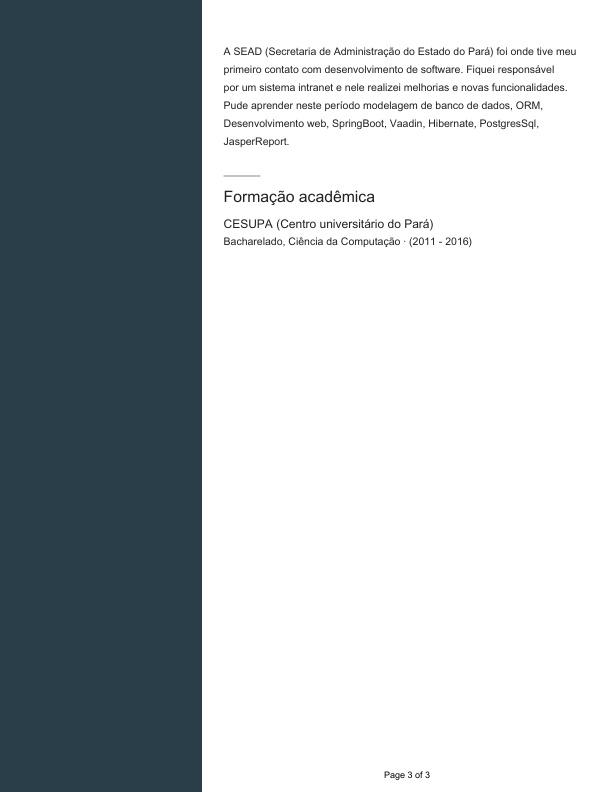 A SEAD (Secretaria de Administração do Estado do Pará) foi onde tive meu
primeiro contato com desenvolvimento de software. Fiquei responsável
por um sistema intranet e nele realizei melhorias e novas funcionalidades.
Pude aprender neste período modelagem de banco de dados, ORM,
Desenvolvimento web, SpringBoot, Vaadin, Hibernate, PostgresSql,
JasperReport.
Formação acadêmica
CESUPA (Centro universitário do Pará)
Bacharelado, Ciência da Computação · (2011 - 2016)
Page 3 of 3